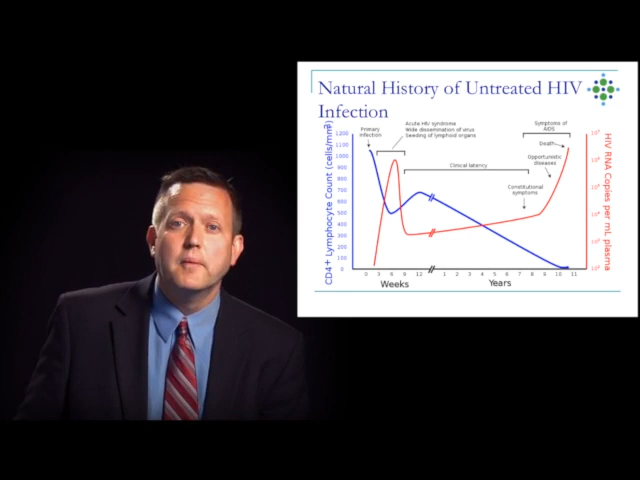 Natural History of Untreated HIV
Infection
CD4+ Lymphocyte Count (cells/mm³)
1200
1100
1000
900
800
700
600
500
400
300
200
100
0
Primary
infection
Acute HIV syndrome
Wide dissemination of virus
Seeding of lymphoid organs
Clinical latency
Symptoms of
AIDS
Death
Opportunistic
diseases
Constitutional
symptoms
HIV RNA Copies per mL plasma
0 3 6 9 12 1 2 3 4 5 6 7 8 9 10 11
Weeks Years